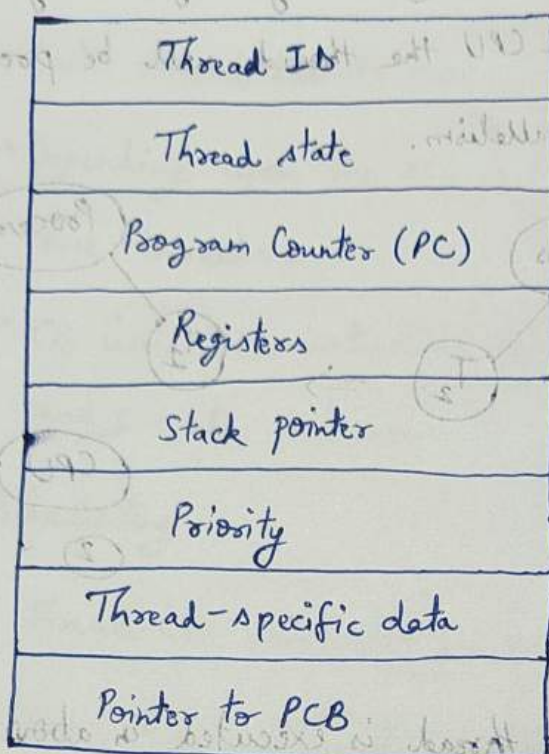 Thread ID
Thread state
Program Counter (PC)
Registers
Stack pointer
Priority
Thread-specific data
Pointer to PCB